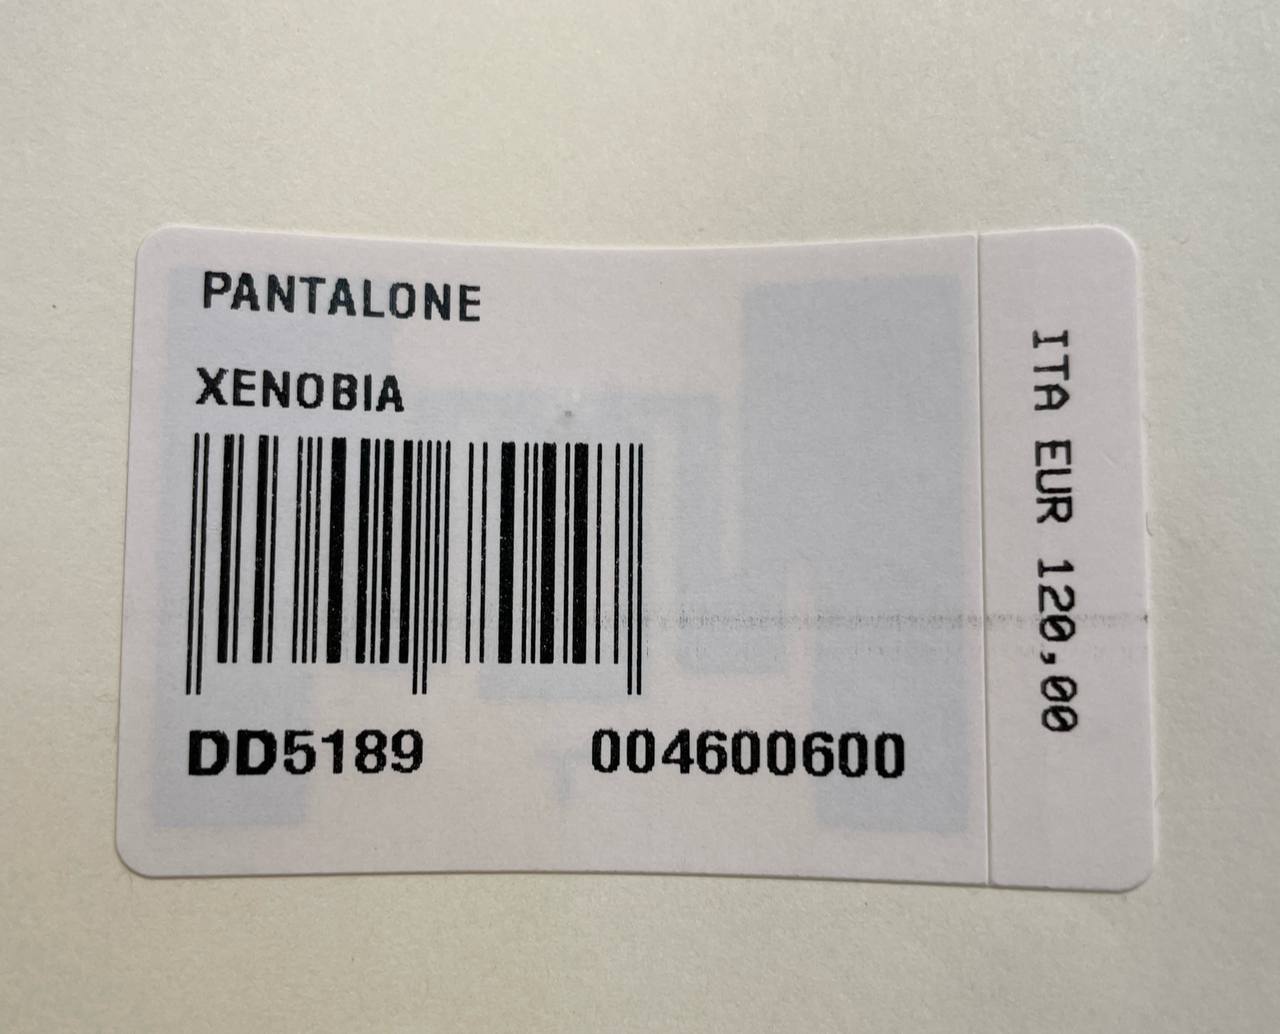 PANTALONE
XENOBIA
DD5189 004600600
ITA EUR 120,00